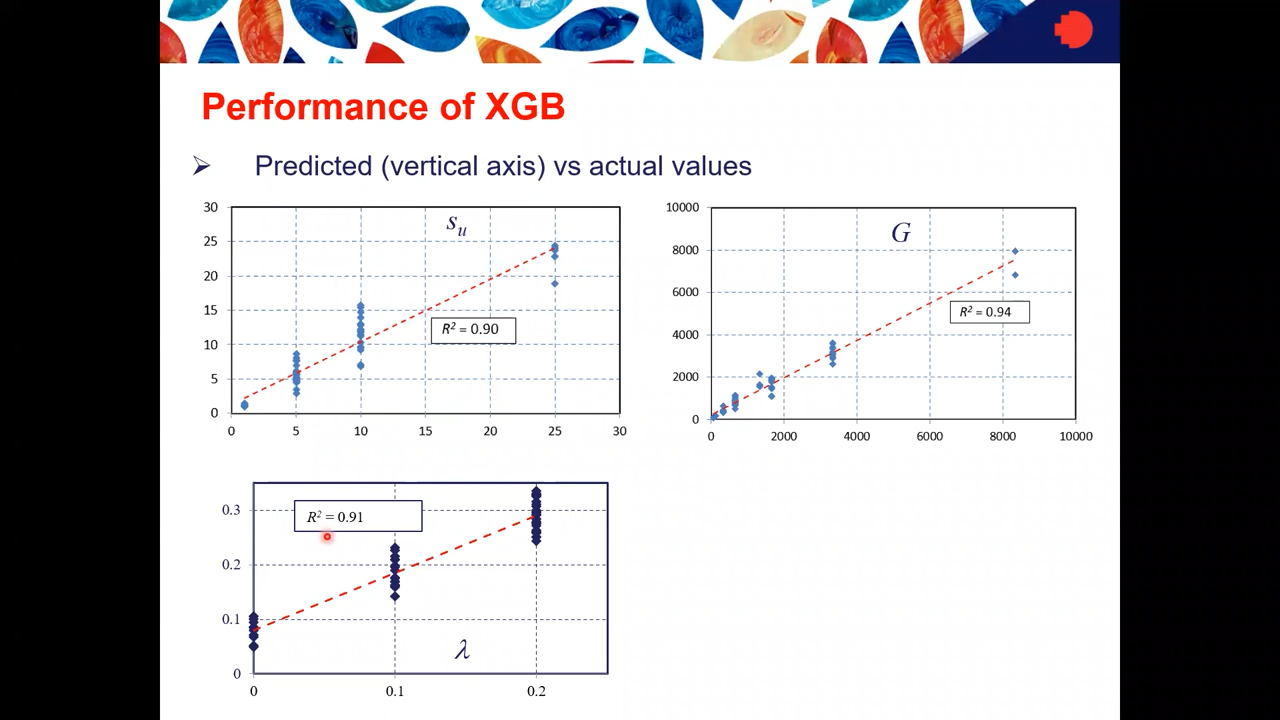 Performance of XGB
Predicted (vertical axis) vs actual values
30
25
20
15
10
5
0
0 5 10 15 20 25 30
s_u
R² = 0.90
10000
8000
6000
4000
2000
0
0 2000 4000 6000 8000 10000
G
R² = 0.94
0.3
0.2
0.1
0
0 0.1 0.2
R² = 0.91
λ